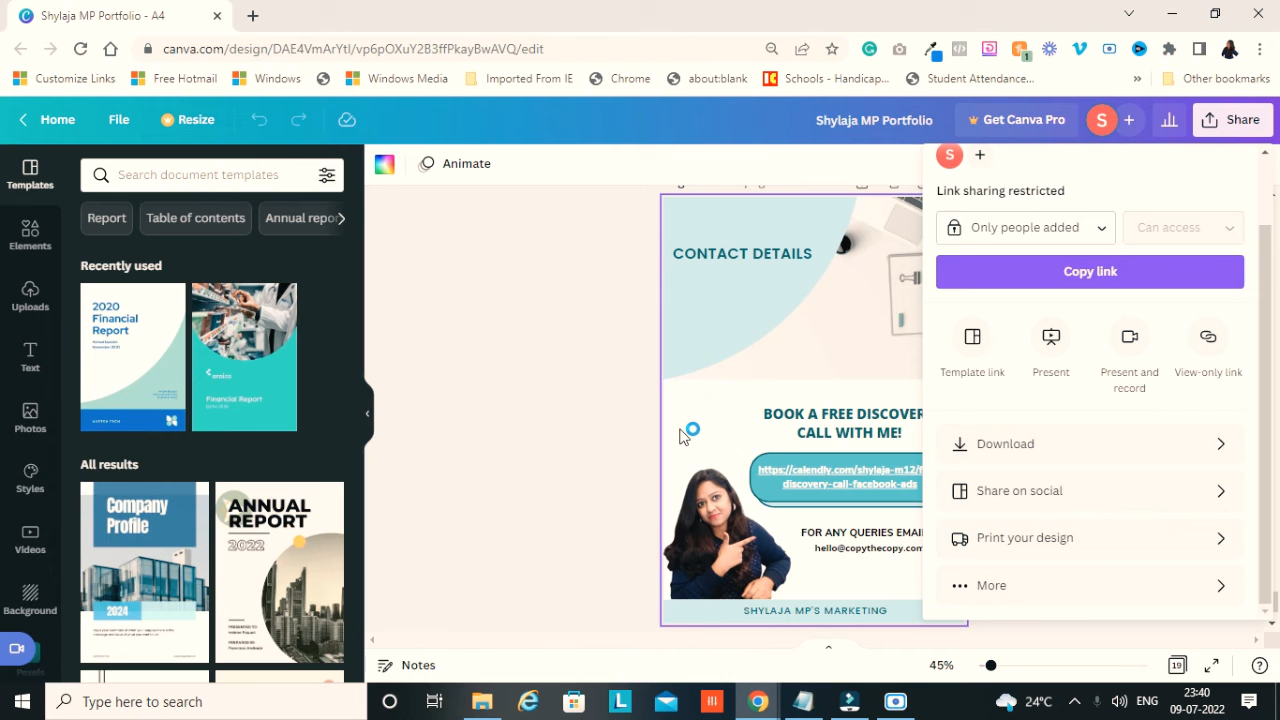 Shylaja MP Portfolio - A4
canva.com/design/DAE4VmArYtI/vp6pOXuY2B3ffPkayBwAVQ/edit
1
Customize Links
Free Hotmail
Windows
Windows Media
Imported From IE
Chrome
about:blank
Schools - Handicap...
Student Attendance...
»
Other bookmarks
Home
File
Resize
Shylaja MP Portfolio
Get Canva Pro
S
+
Share
Templates
Elements
Uploads
Text
Photos
Styles
Videos
Background
Search document templates
Report
Table of contents
Annual repor
Recently used
2020
Financial
Report
Financial Report
All results
Company
Profile
2024
ANNUAL
REPORT
2022
Animate
CONTACT DETAILS
BOOK A FREE DISCOVER
CALL WITH ME!
https://calendly.com/shylaja-m12/f
discovery-call-facebook-ads
FOR ANY QUERIES EMAI
hello@copythecopy.com
SHYLAJA MP'S MARKETING
S
+
Link sharing restricted
Only people added
Can access
Copy link
Template link
Present
Present and
record
View-only link
Download
Share on social
Print your design
More
Notes
45%
19
Type here to search
24°C
ENG
23:40
09-07-2022